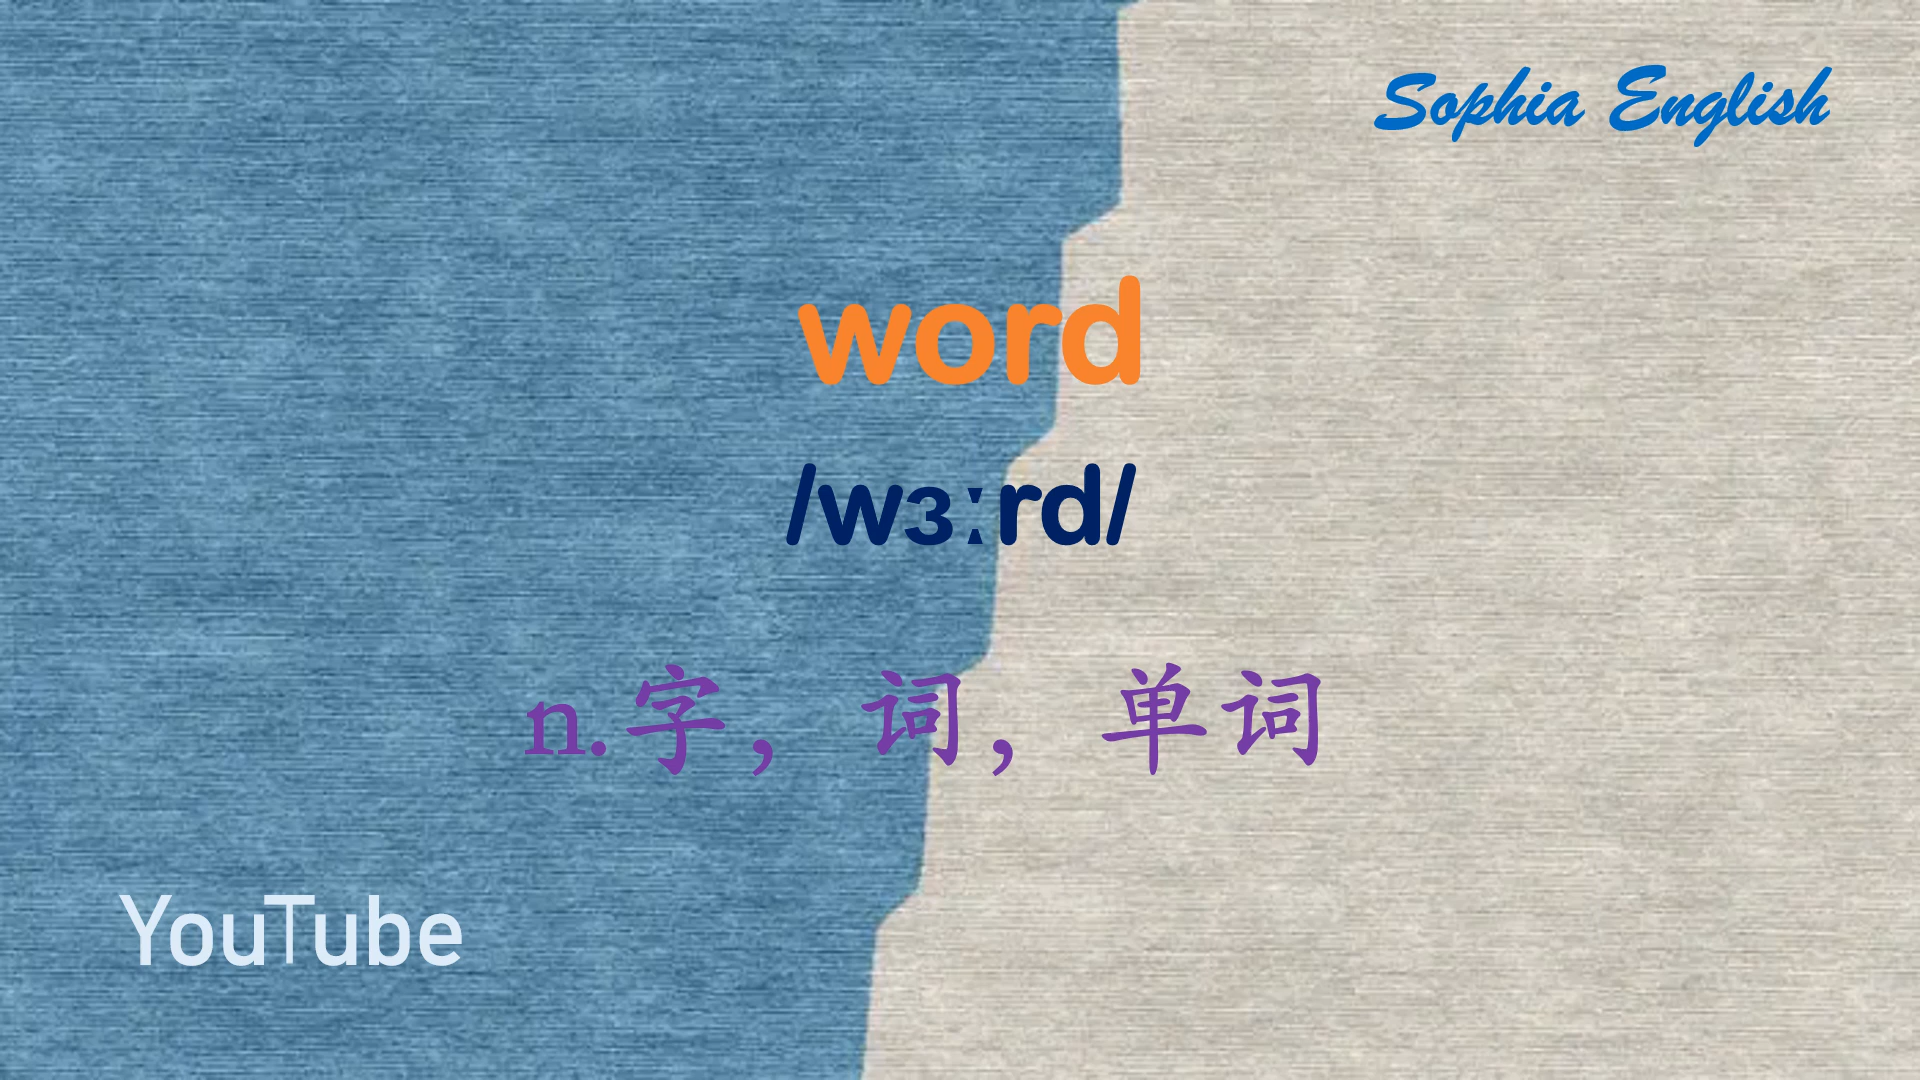 Sophia English
word
/wɜːrd/
n.字，词，单词
YouTube